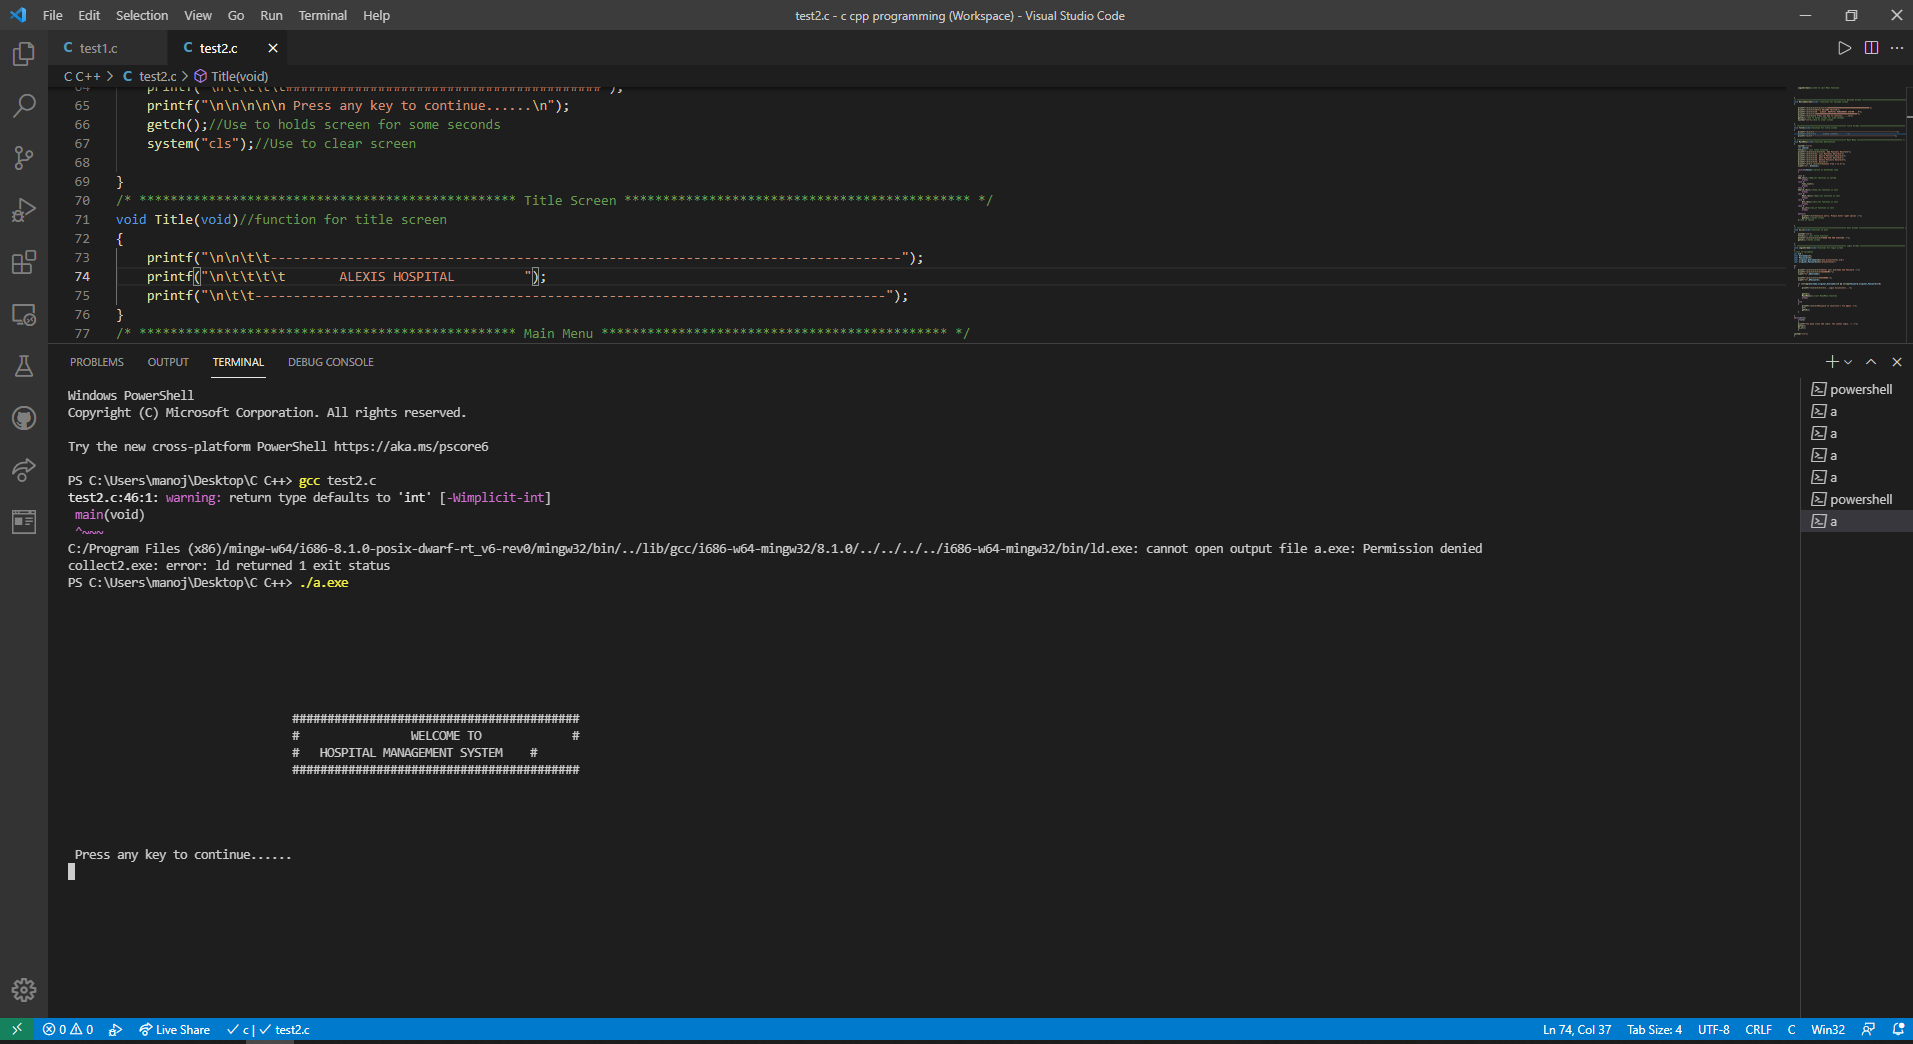 File Edit Selection View Go Run Terminal Help
test2.c - c cpp programming (Workspace) - Visual Studio Code
C test1.c
C test2.c
C C++ > C test2.c > Title(void)
64 printf("\n\t\t\t\t#########################################");
65 printf("\n\n\n\n\n Press any key to continue......\n");
66 getch();//Use to holds screen for some seconds
67 system("cls");//Use to clear screen
68
69 }
70 /* ************************************************* Title Screen ********************************************* */
71 void Title(void)//function for title screen
72 {
73 printf("\n\n\t\t----------------------------------------------------------------------------------");
74 printf("\n\t\t\t\t       ALEXIS HOSPITAL         ");
75 printf("\n\t\t----------------------------------------------------------------------------------");
76 }
77 /* ************************************************* Main Menu ********************************************* */
PROBLEMS OUTPUT TERMINAL DEBUG CONSOLE
Windows PowerShell
Copyright (C) Microsoft Corporation. All rights reserved.
Try the new cross-platform PowerShell https://aka.ms/pscore6
PS C:\Users\manoj\Desktop\C C++> gcc test2.c
test2.c:46:1: warning: return type defaults to 'int' [-Wimplicit-int]
main(void)
^~~~
C:/Program Files (x86)/mingw-w64/i686-8.1.0-posix-dwarf-rt_v6-rev0/mingw32/bin/../lib/gcc/i686-w64-mingw32/8.1.0/../../../../i686-w64-mingw32/bin/ld.exe: cannot open output file a.exe: Permission denied
collect2.exe: error: ld returned 1 exit status
PS C:\Users\manoj\Desktop\C C++> ./a.exe
#########################################
# WELCOME TO #
# HOSPITAL MANAGEMENT SYSTEM #
#########################################
Press any key to continue......
powershell
a
a
a
a
powershell
a
0 0 Live Share c | test2.c
Ln 74, Col 37 Tab Size: 4 UTF-8 CRLF C Win32